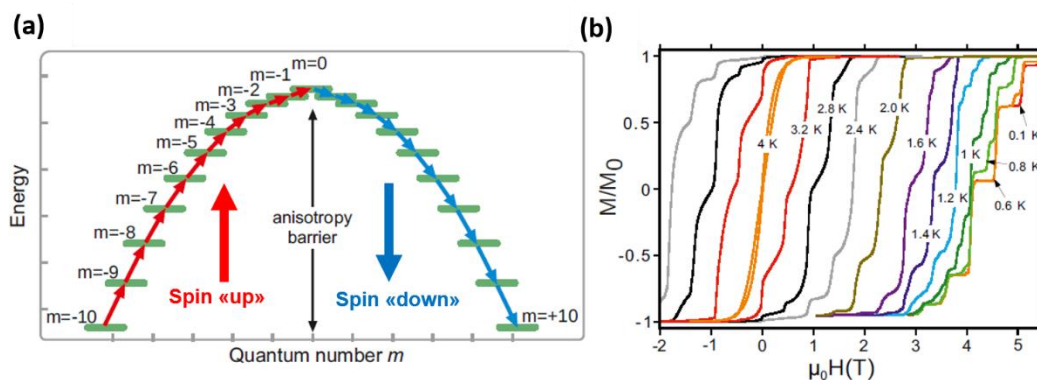 (a)
m=0
m=-1
m=-2
m=-3
m=-4
m=-5
m=-6
m=-7
m=-8
m=-9
m=-10
m=+10
anisotropy
barrier
Spin «up»
Spin «down»
Energy
Quantum number m
(b)
M/M0
1
0.5
0
-0.5
-1
4 K
3.2 K
2.8 K
2.4 K
2.0 K
1.6 K
1.4 K
1.2 K
1 K
0.1 K
0.8 K
0.6 K
-2 -1 0 1 2 3 4 5
μ0H(T)